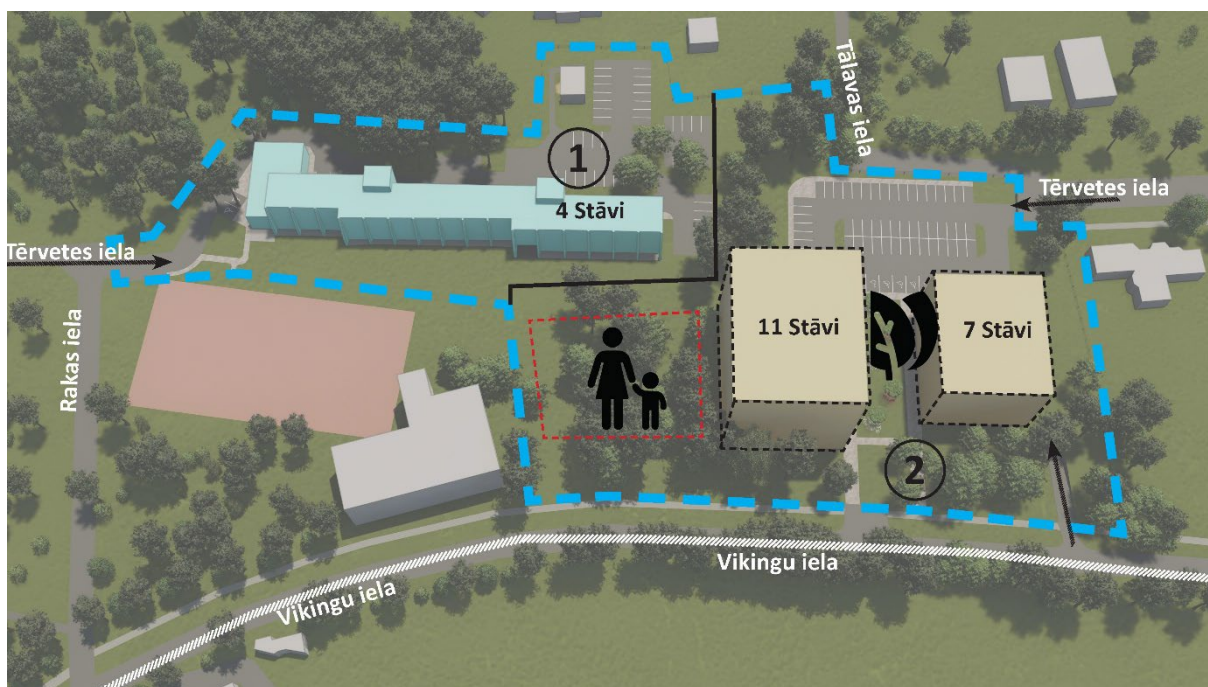 Tālavas iela
1
4 Stāvi
Tērvetes iela
Tērvetes iela
Rakas iela
11 Stāvi
7 Stāvi
2
Vikingu iela
Vikingu iela